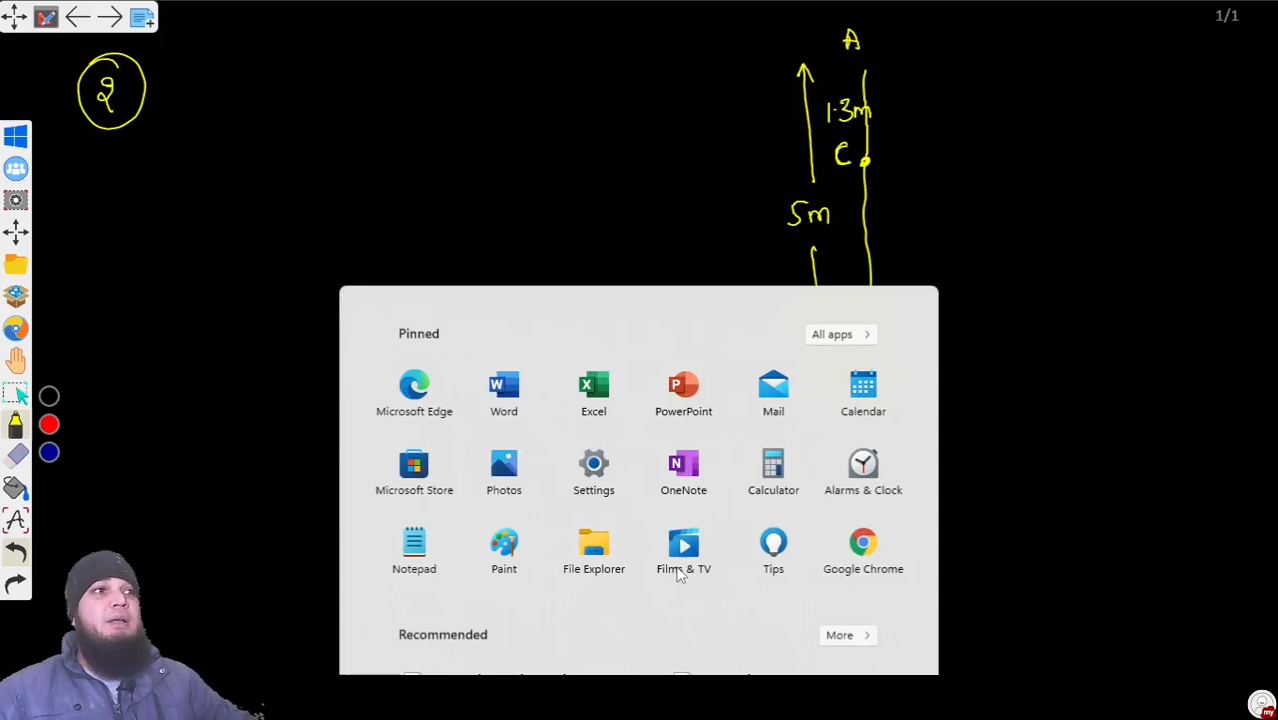 1/1
2
A
1.3m
C
5m
Pinned
All apps
Microsoft Edge
Word
Excel
PowerPoint
Mail
Calendar
Microsoft Store
Photos
Settings
OneNote
Calculator
Alarms & Clock
Notepad
Paint
File Explorer
Films & TV
Tips
Google Chrome
Recommended
More